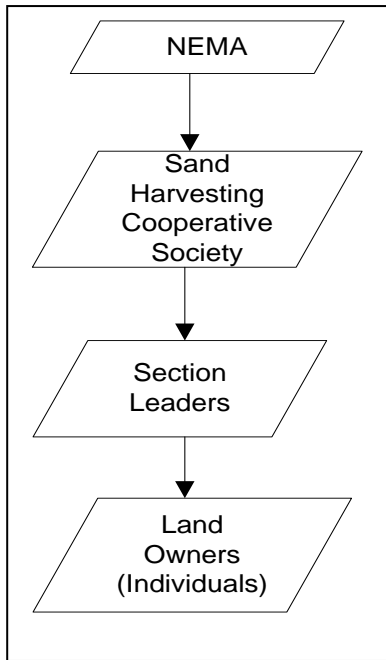 NEMA
Sand
Harvesting
Cooperative
Society
Section
Leaders
Land
Owners
(Individuals)